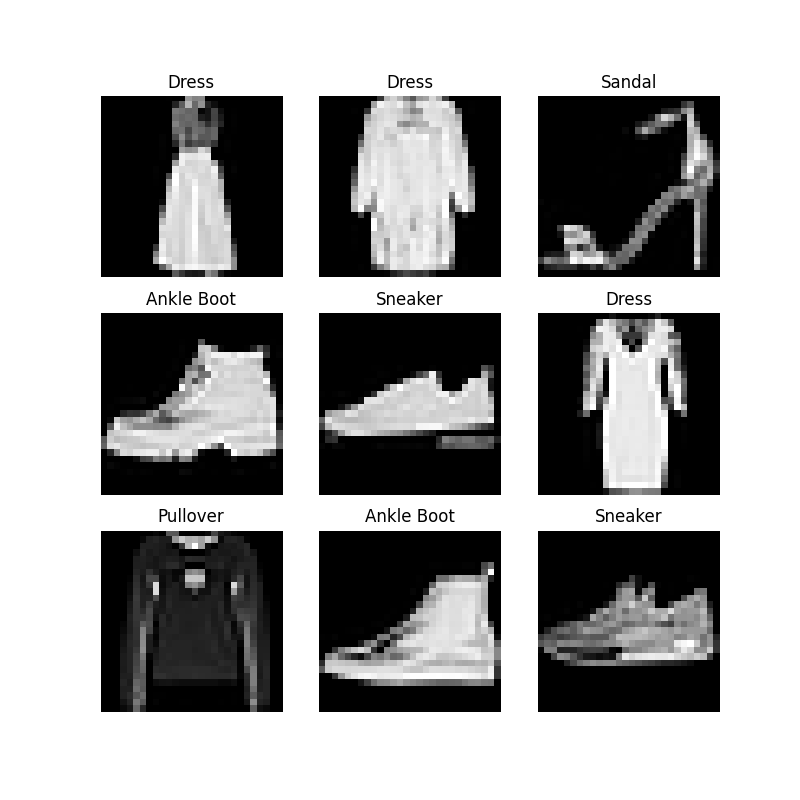 Dress
Dress
Sandal
Ankle Boot
Sneaker
Dress
Pullover
Ankle Boot
Sneaker